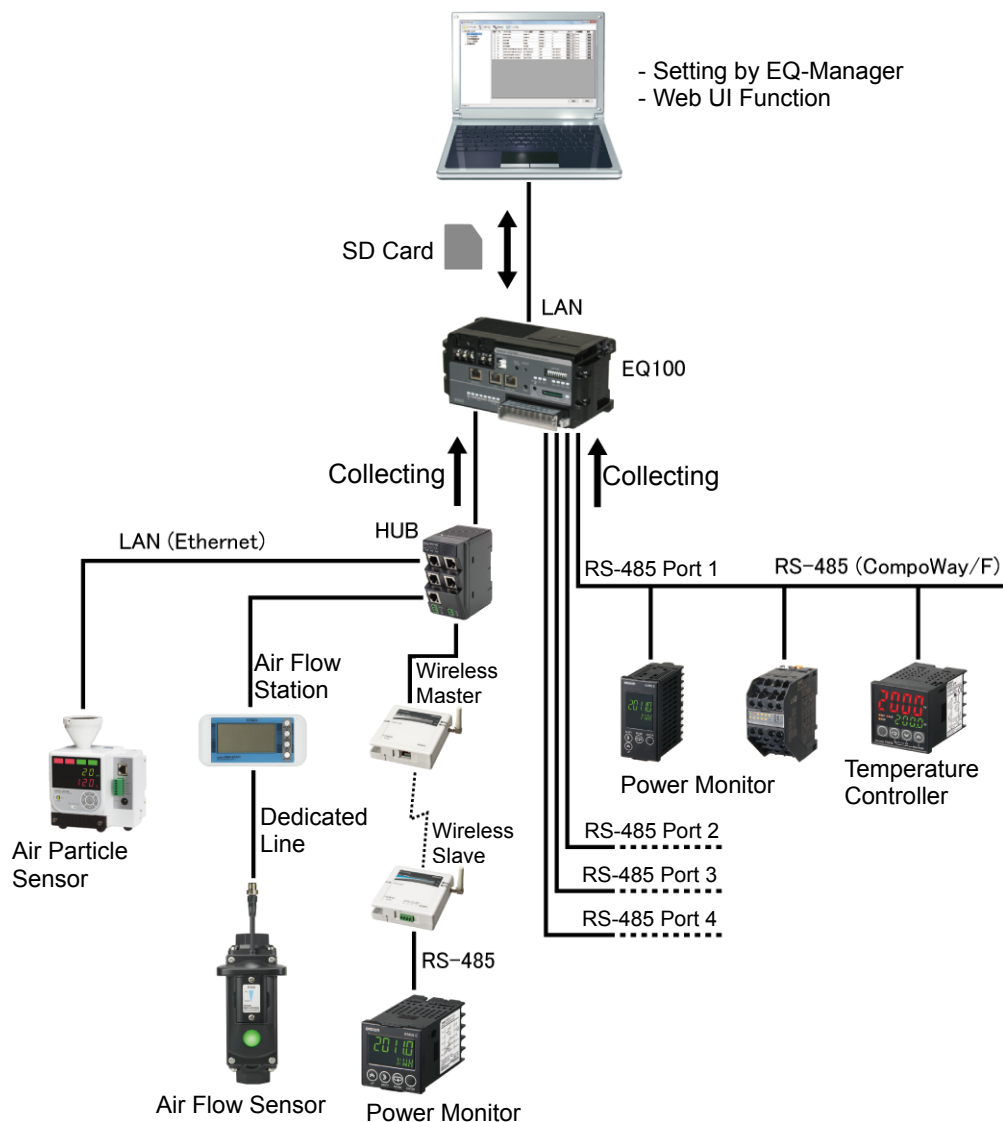 - Setting by EQ-Manager
- Web UI Function
SD Card
LAN
EQ100
Collecting
Collecting
HUB
LAN (Ethernet)
RS-485 Port 1
RS-485 (CompoWay/F)
Air Flow
Station
Wireless
Master
Power Monitor
Temperature
Controller
Dedicated
Line
Wireless
Slave
Air Particle
Sensor
RS-485 Port 2
RS-485 Port 3
RS-485 Port 4
RS-485
Air Flow Sensor
Power Monitor